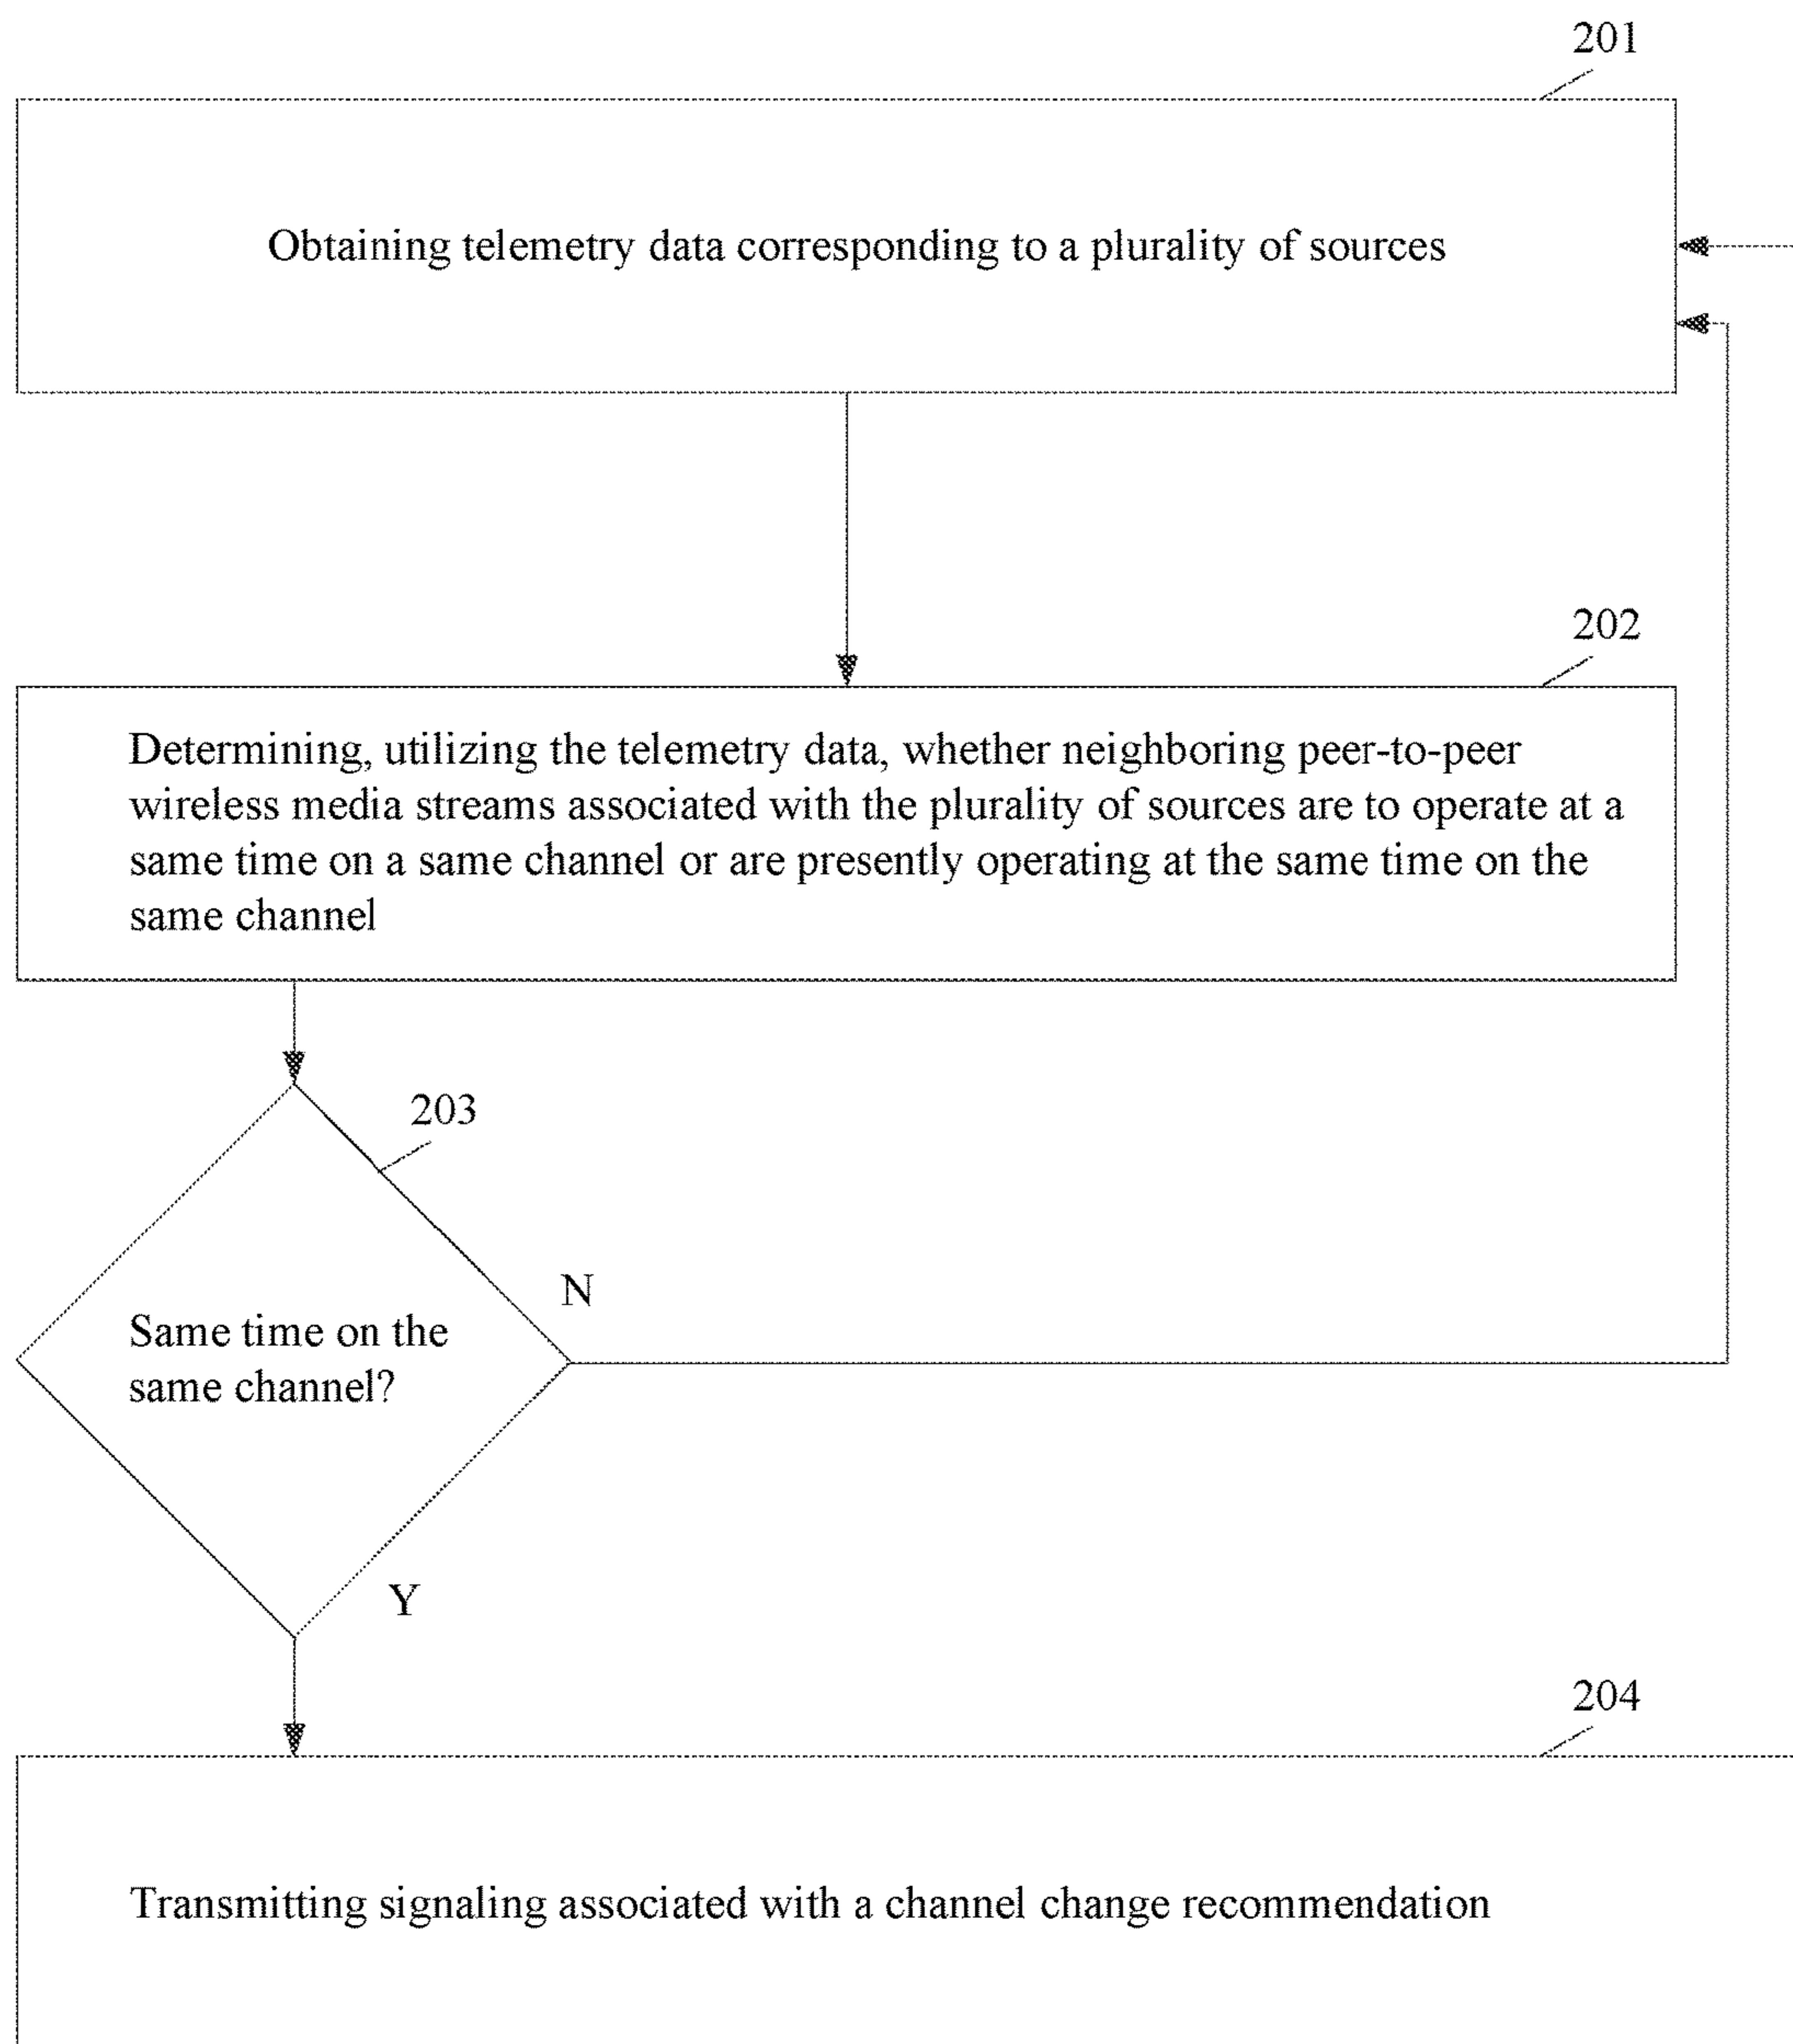 201
Obtaining telemetry data corresponding to a plurality of sources
202
Determining, utilizing the telemetry data, whether neighboring peer-to-peer
wireless media streams associated with the plurality of sources are to operate at a
same time on a same channel or are presently operating at the same time on the
same channel
203
N
Same time on the
same channel?
Y
204
Transmitting signaling associated with a channel change recommendation